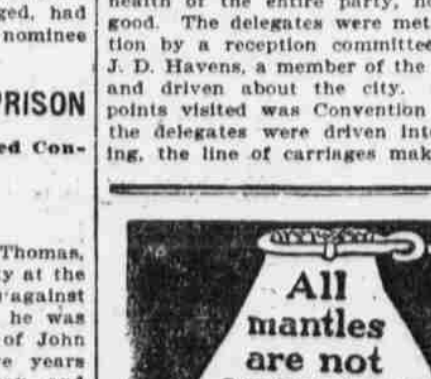 ged, had
nominee
PRISON
ed Con-
Thomas,
y at the
against
he was
of John
e years
health of the entire party,
good. The delegates were met
tion by a reception committee
J. D. Havens, a member of the
and driven about the city.
points visited was Convention
the delegates were driven int
ing, the line of carriages mak
All
mantles
are not